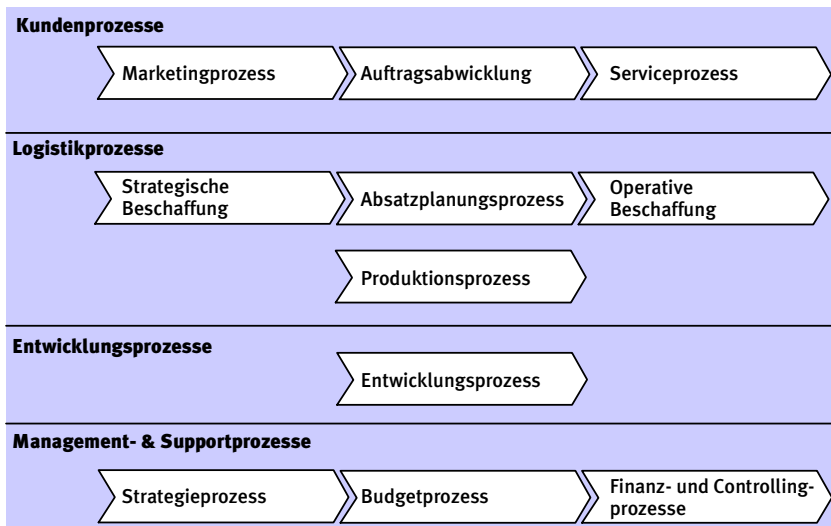 Kundenprozesse
Marketingprozess
Auftragsabwicklung
Serviceprozess
Logistikprozesse
Strategische
Beschaffung
Absatzplanungsprozess
Operative
Beschaffung
Produktionsprozess
Entwicklungsprozesse
Entwicklungsprozess
Management- & Supportprozesse
Strategieprozess
Budgetprozess
Finanz- und Controlling-
prozesse